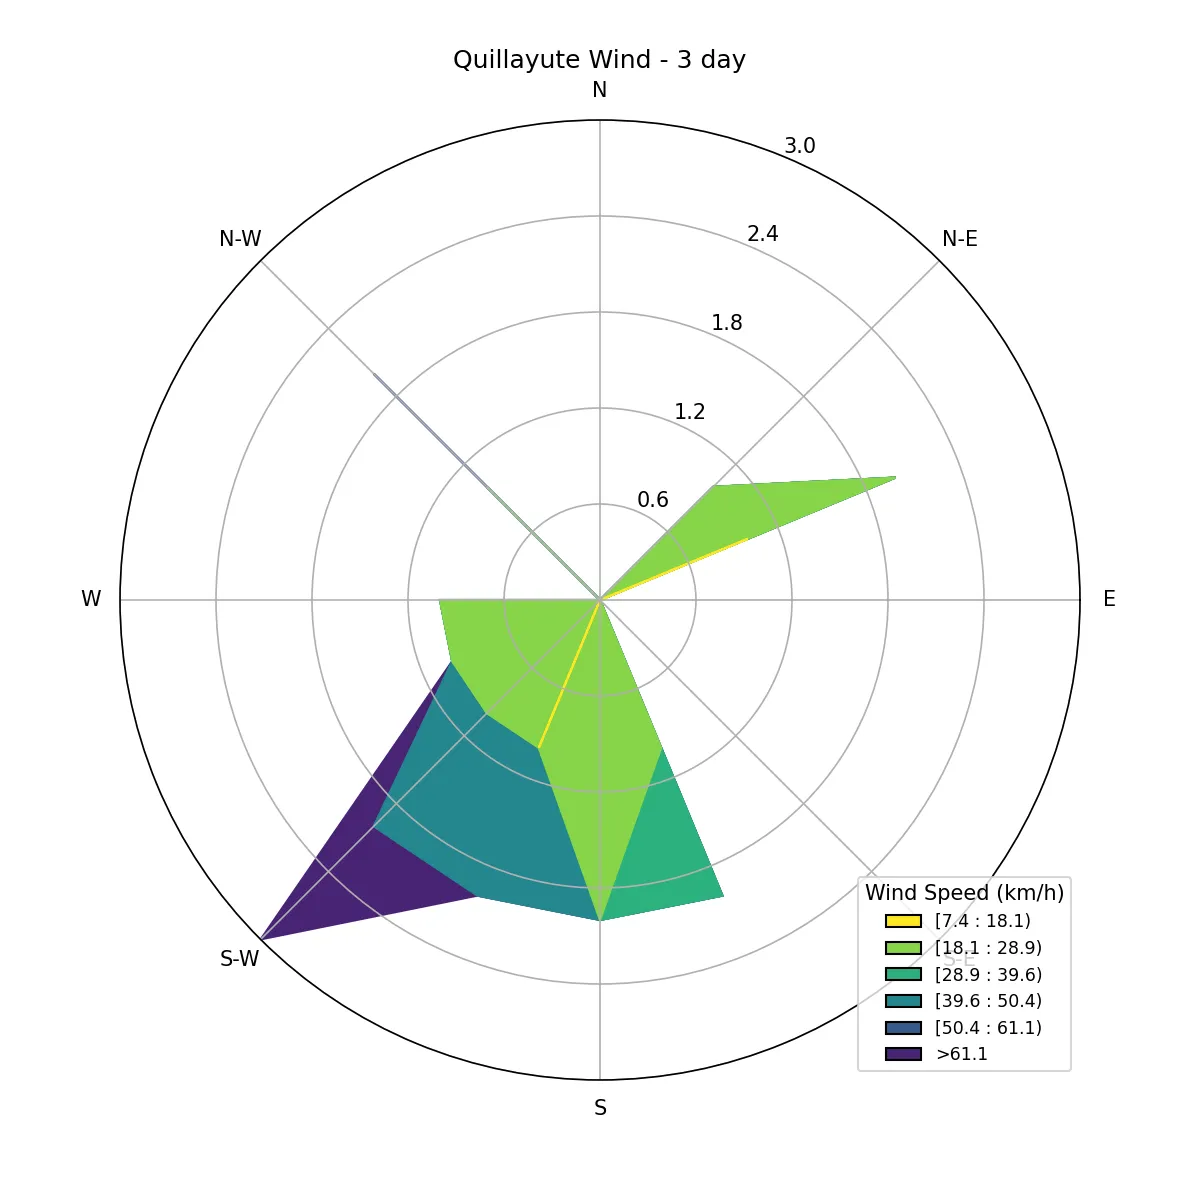 Quillayute Wind - 3 day
N
3.0
N-W
2.4
N-E
1.8
1.2
0.6
W
E
Wind Speed (km/h)
[7.4 : 18.1)
[18.1 : 28.9)
S-W
S-E
[28.9 : 39.6)
[39.6 : 50.4)
[50.4 : 61.1)
>61.1
S